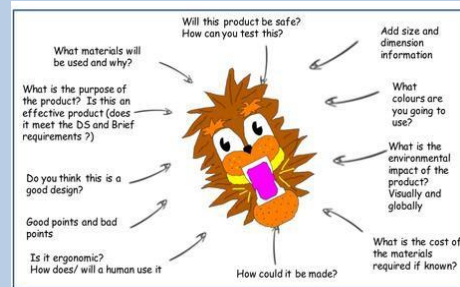 Will this product be safe?
How can you test this?
What materials will
be used and why?
Add size and
dimension
information
What is the purpose of
the product? Is this an
effective product (does
it meet the DS and Brief
requirements ?)
What
colours are
you going to
use?
What is the
environmental
impact of the
product?
Visually and
globally
Do you think this is a
good design?
Good points and bad
points
Is it ergonomic?
How does/ will a human use it
How could it be made?
What is the cost of
the materials
required if known?